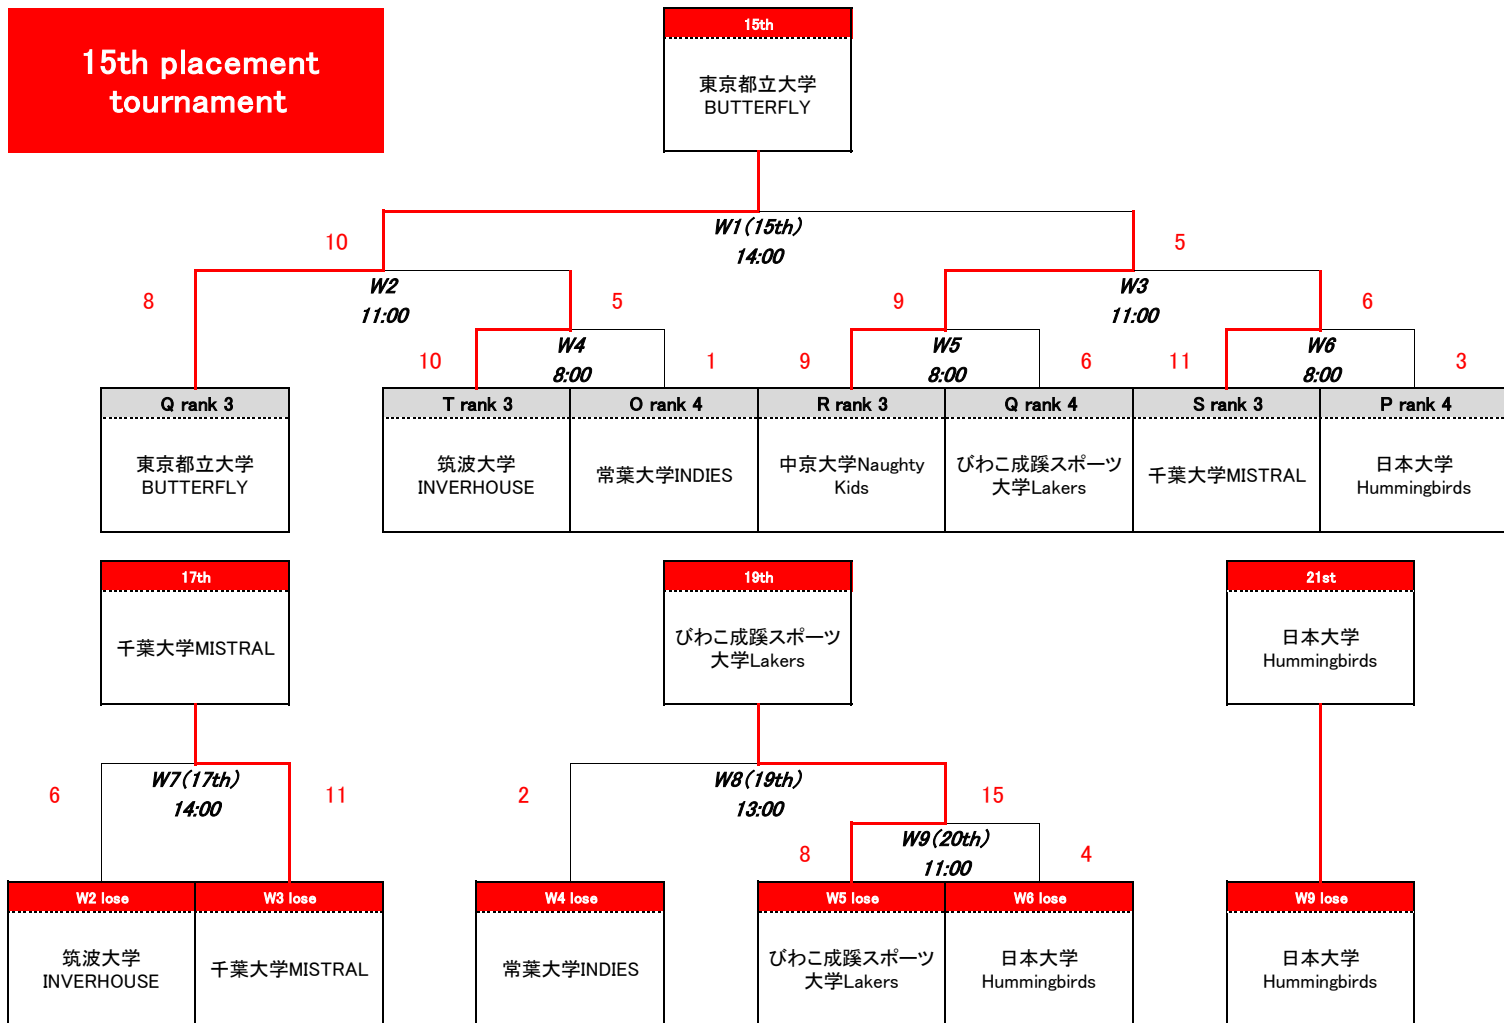 15th placement
tournament
15th
東京都立大学
BUTTERFLY
W1(15th)
14:00
10
5
W2
11:00
W3
11:00
8
5
9
6
W4
8:00
W5
8:00
W6
8:00
10
1
9
6
11
3
Q rank 3
T rank 3
O rank 4
R rank 3
Q rank 4
S rank 3
P rank 4
東京都立大学
BUTTERFLY
筑波大学
INVERHOUSE
常葉大学INDIES
中京大学Naughty
Kids
びわこ成蹊スポーツ
大学Lakers
千葉大学MISTRAL
日本大学
Hummingbirds
17th
千葉大学MISTRAL
19th
びわこ成蹊スポーツ
大学Lakers
21st
日本大学
Hummingbirds
W7(17th)
14:00
6
11
W8(19th)
13:00
2
15
W9(20th)
11:00
8
4
W2 lose
W3 lose
W4 lose
W5 lose
W6 lose
W9 lose
筑波大学
INVERHOUSE
千葉大学MISTRAL
常葉大学INDIES
びわこ成蹊スポーツ
大学Lakers
日本大学
Hummingbirds
日本大学
Hummingbirds